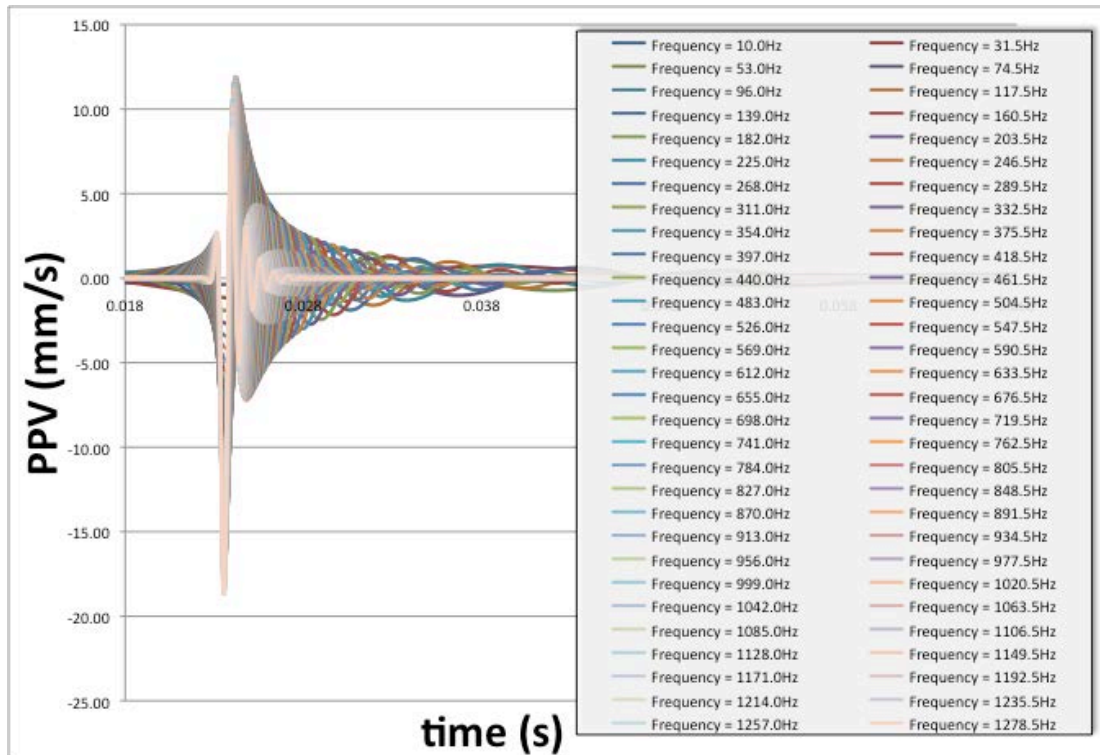 15.00
10.00
5.00
0.00
-5.00
-10.00
-15.00
-20.00
-25.00
PPV (mm/s)
0.018 0.028 0.038 0.058
time (s)
Frequency = 10.0Hz Frequency = 31.5Hz
Frequency = 53.0Hz Frequency = 74.5Hz
Frequency = 96.0Hz Frequency = 117.5Hz
Frequency = 139.0Hz Frequency = 160.5Hz
Frequency = 182.0Hz Frequency = 203.5Hz
Frequency = 225.0Hz Frequency = 246.5Hz
Frequency = 268.0Hz Frequency = 289.5Hz
Frequency = 311.0Hz Frequency = 332.5Hz
Frequency = 354.0Hz Frequency = 375.5Hz
Frequency = 397.0Hz Frequency = 418.5Hz
Frequency = 440.0Hz Frequency = 461.5Hz
Frequency = 483.0Hz Frequency = 504.5Hz
Frequency = 526.0Hz Frequency = 547.5Hz
Frequency = 569.0Hz Frequency = 590.5Hz
Frequency = 612.0Hz Frequency = 633.5Hz
Frequency = 655.0Hz Frequency = 676.5Hz
Frequency = 698.0Hz Frequency = 719.5Hz
Frequency = 741.0Hz Frequency = 762.5Hz
Frequency = 784.0Hz Frequency = 805.5Hz
Frequency = 827.0Hz Frequency = 848.5Hz
Frequency = 870.0Hz Frequency = 891.5Hz
Frequency = 913.0Hz Frequency = 934.5Hz
Frequency = 956.0Hz Frequency = 977.5Hz
Frequency = 999.0Hz Frequency = 1020.5Hz
Frequency = 1042.0Hz Frequency = 1063.5Hz
Frequency = 1085.0Hz Frequency = 1106.5Hz
Frequency = 1128.0Hz Frequency = 1149.5Hz
Frequency = 1171.0Hz Frequency = 1192.5Hz
Frequency = 1214.0Hz Frequency = 1235.5Hz
Frequency = 1257.0Hz Frequency = 1278.5Hz